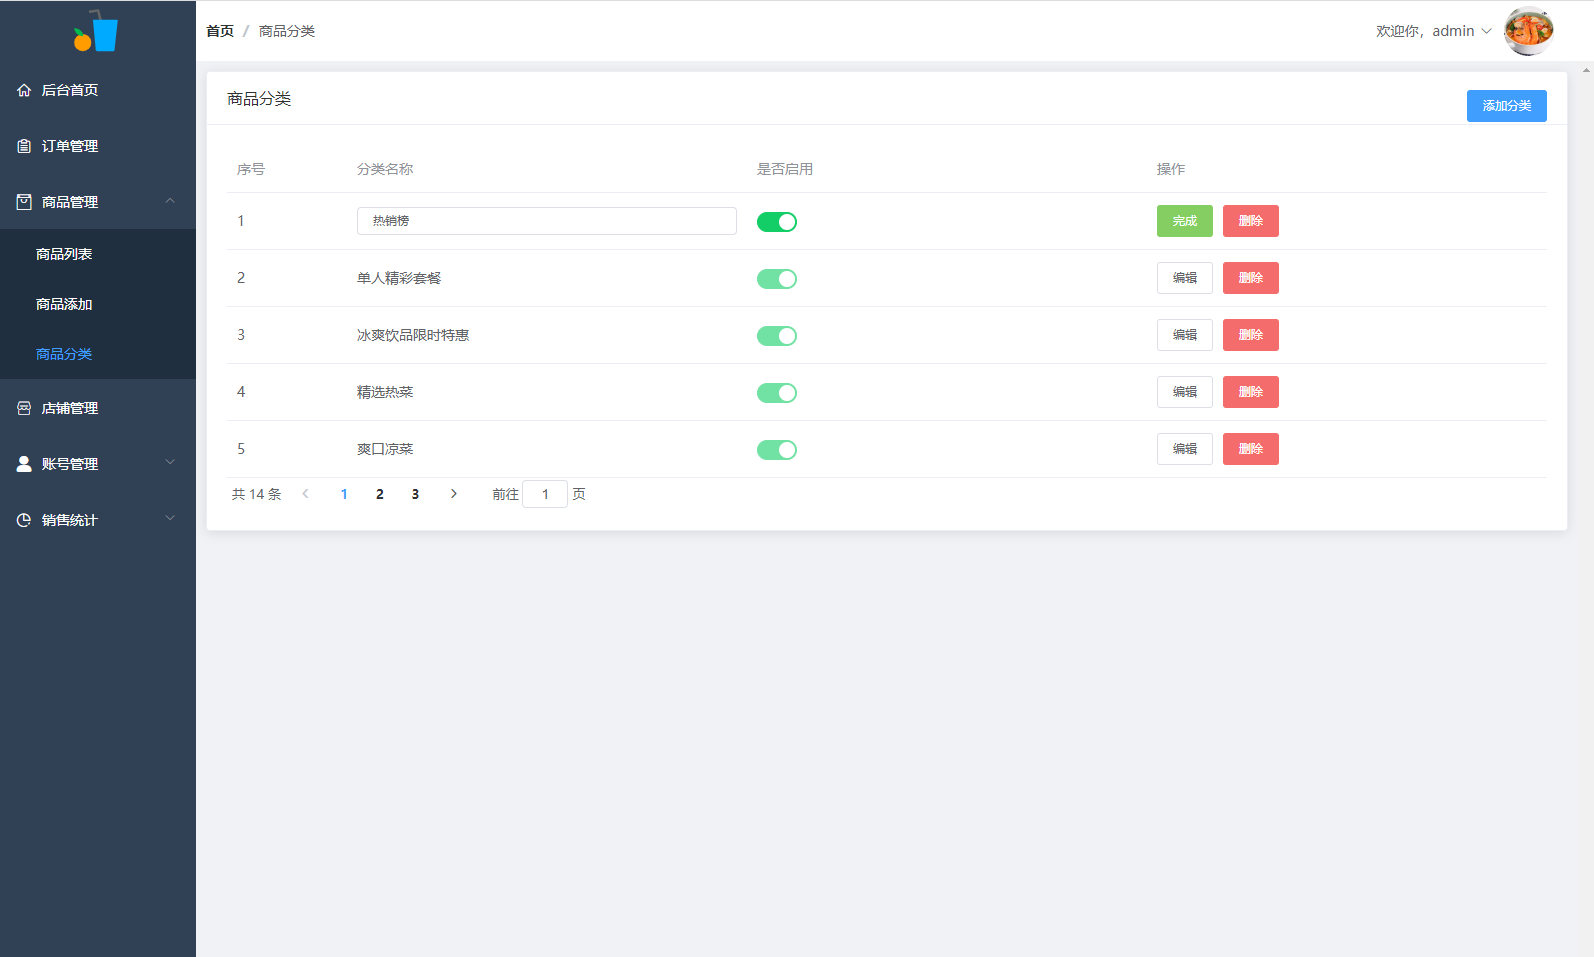 首页 / 商品分类
欢迎你，admin
后台首页
订单管理
商品管理
商品列表
商品添加
商品分类
店铺管理
账号管理
销售统计
商品分类
添加分类
序号 分类名称 是否启用 操作
1 热销榜 完成 删除
2 单人精彩套餐 编辑 删除
3 冰爽饮品限时特惠 编辑 删除
4 精选热菜 编辑 删除
5 爽口凉菜 编辑 删除
共 14 条 1 2 3 前往 1 页